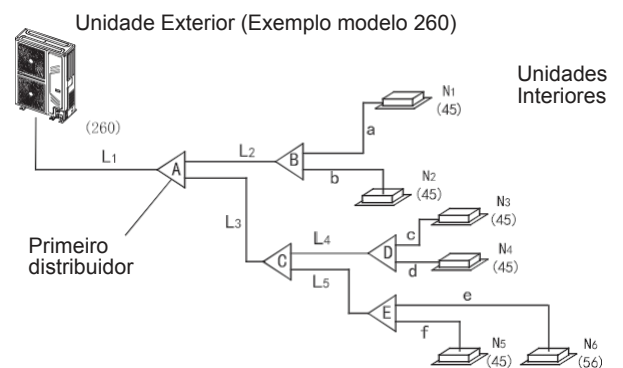 Unidade Exterior (Exemplo modelo 260)
Unidades
Interiores
(260)
N1
(45)
a
L1
L2
A
B
b
N2
(45)
Primeiro
distribuidor
L3
L4
L5
C
D
c
d
N3
(45)
N4
(45)
E
e
f
N5
(45)
N6
(56)